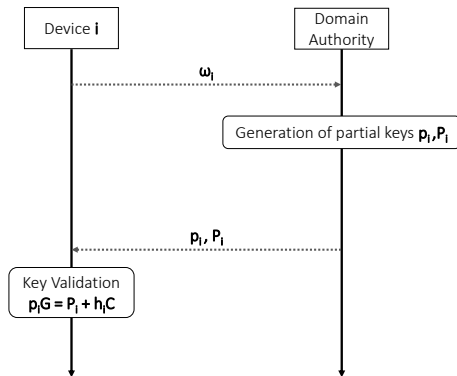 Device i
Domain
Authority
ωᵢ
Generation of partial keys pᵢ,Pᵢ
pᵢ, Pᵢ
Key Validation
pᵢG = Pᵢ + hᵢC